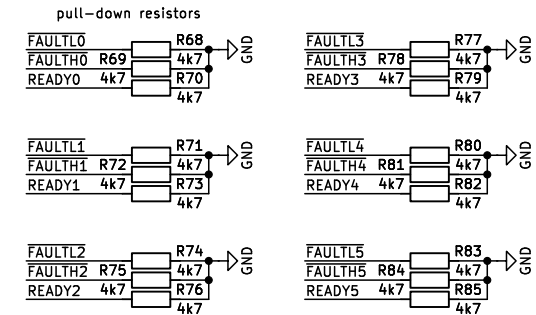 pull-down resistors
FAULTL0 R68 GND
FAULTH0 R69 4k7
READY0 4k7 R70
4k7
FAULTL3 R77 GND
FAULTH3 R78 4k7
READY3 4k7 R79
4k7
FAULTL1 R71 GND
FAULTH1 R72 4k7
READY1 4k7 R73
4k7
FAULTL4 R80 GND
FAULTH4 R81 4k7
READY4 4k7 R82
4k7
FAULTL2 R74 GND
FAULTH2 R75 4k7
READY2 4k7 R76
4k7
FAULTL5 R83 GND
FAULTH5 R84 4k7
READY5 4k7 R85
4k7